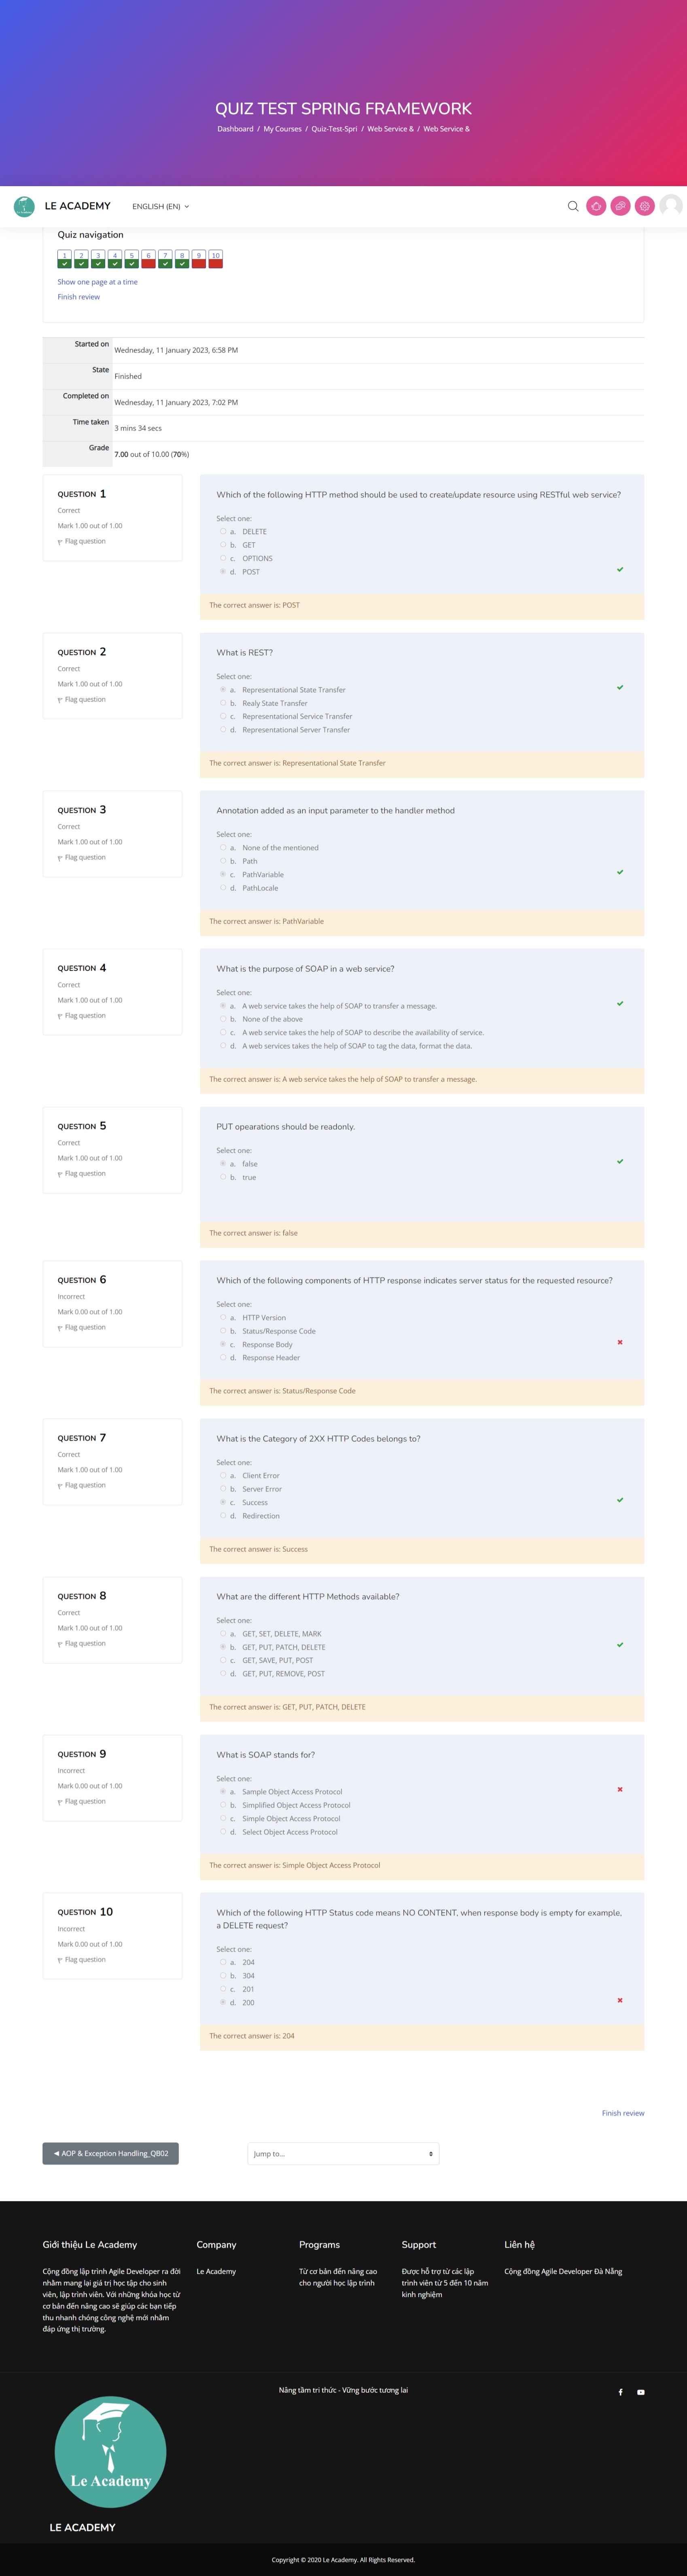 QUIZ TEST SPRING FRAMEWORK
Dashboard / My Courses / Quiz-Test-Spri / Web Service & / Web Service &
LE ACADEMY
ENGLISH (EN)
Quiz navigation
1 2 3 4 5 6 7 8 9 10
Show one page at a time
Finish review
Started on
Wednesday, 11 January 2023, 6:58 PM
State
Finished
Completed on
Wednesday, 11 January 2023, 7:02 PM
Time taken
3 mins 34 secs
Grade
7.00 out of 10.00 (70%)
QUESTION 1
Correct
Mark 1.00 out of 1.00
Flag question
Which of the following HTTP method should be used to create/update resource using RESTful web service?
Select one:
a. DELETE
b. GET
c. OPTIONS
d. POST
The correct answer is: POST
QUESTION 2
Correct
Mark 1.00 out of 1.00
Flag question
What is REST?
Select one:
a. Representational State Transfer
b. Realy State Transfer
c. Representational Service Transfer
d. Representational Server Transfer
The correct answer is: Representational State Transfer
QUESTION 3
Correct
Mark 1.00 out of 1.00
Flag question
Annotation added as an input parameter to the handler method
Select one:
a. None of the mentioned
b. Path
c. PathVariable
d. PathLocale
The correct answer is: PathVariable
QUESTION 4
Correct
Mark 1.00 out of 1.00
Flag question
What is the purpose of SOAP in a web service?
Select one:
a. A web service takes the help of SOAP to transfer a message.
b. None of the above
c. A web service takes the help of SOAP to describe the availability of service.
d. A web services takes the help of SOAP to tag the data, format the data.
The correct answer is: A web service takes the help of SOAP to transfer a message.
QUESTION 5
Correct
Mark 1.00 out of 1.00
Flag question
PUT opearations should be readonly.
Select one:
a. false
b. true
The correct answer is: false
QUESTION 6
Incorrect
Mark 0.00 out of 1.00
Flag question
Which of the following components of HTTP response indicates server status for the requested resource?
Select one:
a. HTTP Version
b. Status/Response Code
c. Response Body
d. Response Header
The correct answer is: Status/Response Code
QUESTION 7
Correct
Mark 1.00 out of 1.00
Flag question
What is the Category of 2XX HTTP Codes belongs to?
Select one:
a. Client Error
b. Server Error
c. Success
d. Redirection
The correct answer is: Success
QUESTION 8
Correct
Mark 1.00 out of 1.00
Flag question
What are the different HTTP Methods available?
Select one:
a. GET, SET, DELETE, MARK
b. GET, PUT, PATCH, DELETE
c. GET, SAVE, PUT, POST
d. GET, PUT, REMOVE, POST
The correct answer is: GET, PUT, PATCH, DELETE
QUESTION 9
Incorrect
Mark 0.00 out of 1.00
Flag question
What is SOAP stands for?
Select one:
a. Sample Object Access Protocol
b. Simplified Object Access Protocol
c. Simple Object Access Protocol
d. Select Object Access Protocol
The correct answer is: Simple Object Access Protocol
QUESTION 10
Incorrect
Mark 0.00 out of 1.00
Flag question
Which of the following HTTP Status code means NO CONTENT, when response body is empty for example,
a DELETE request?
Select one:
a. 204
b. 304
c. 201
d. 200
The correct answer is: 204
Finish review
◄ AOP & Exception Handling_QB02
Jump to...
Giới thiệu Le Academy
Cộng đồng lập trình Agile Developer ra đời
nhằm mang lại giá trị học tập cho sinh
viên, lập trình viên. Với những khóa học từ
cơ bản đến nâng cao sẽ giúp các bạn tiếp
thu nhanh chóng công nghệ mới nhằm
đáp ứng thị trường.
Company
Le Academy
Programs
Từ cơ bản đến nâng cao
cho người học lập trình
Support
Được hỗ trợ từ các lập
trình viên từ 5 đến 10 năm
kinh nghiệm
Liên hệ
Cộng đồng Agile Developer Đà Nẵng
Nâng tầm tri thức - Vững bước tương lai
Le Academy
LE ACADEMY
Copyright © 2020 Le Academy. All Rights Reserved.